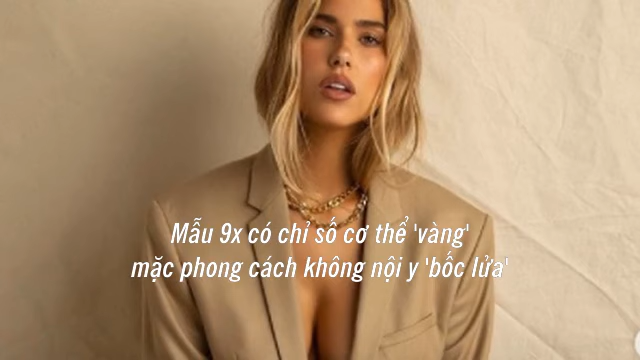 Mẫu 9x có chỉ số cơ thể 'vàng'
mặc phong cách không nội y 'bốc lửa'